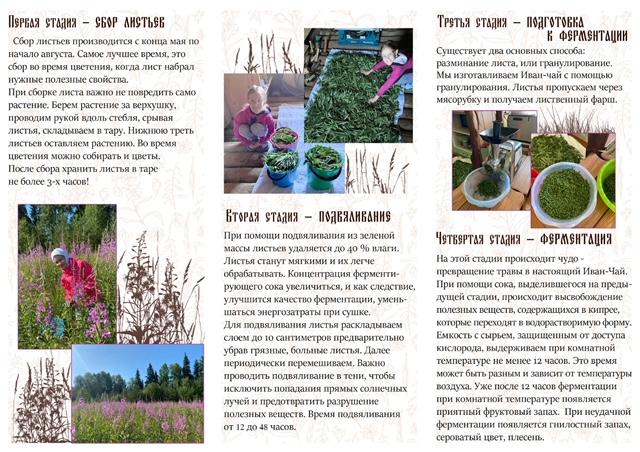 Первая стадия – СБОР ЛИСТЬЕВ
Сбор листьев производится с конца мая по
начало августа. Самое лучшее время, это
сбор во время цветения, когда лист набрал
нужные полезные свойства.
При сборке листа важно не повредить само
растение. Берем растение за верхушку,
проводим рукой вдоль стебля, срывая
листья, складываем в тару. Нижнюю треть
листьев оставляем растению. Во время
цветения можно собирать и цветы.
После сбора хранить листья в таре
не более 3-х часов!
Вторая стадия – ПОДВЯЛИВАНИЕ
При помощи подвяливания из зеленой
массы листьев удаляется до 40 % влаги.
Листья станут мягкими и их легче
обрабатывать. Концентрация ферменти-
рующего сока увеличится, и как следствие,
улучшится качество ферментации, умень-
шаться энергозатраты при сушке.
Для подвяливания листья раскладываем
слоем до 10 сантиметров предварительно
убрав грязные, больные листья. Далее
периодически перемешиваем. Важно
проводить подвяливание в тени, чтобы
исключить попадания прямых солнечных
лучей и предотвратить разрушение
полезных веществ. Время подвяливания
от 12 до 48 часов.
Третья стадия – ПОДГОТОВКА
К ФЕРМЕНТАЦИИ
Существует два основных способа:
разминание листа, или гранулирование.
Мы изготавливаем Иван-чай с помощью
гранулирования. Листья пропускаем через
мясорубку и получаем лиственный фарш.
Четвертая стадия – ФЕРМЕНТАЦИЯ
На этой стадии происходит чудо -
превращение травы в настоящий Иван-Чай.
При помощи сока, выделившегося на преды-
дущей стадии, происходит высвобождение
полезных веществ, содержащихся в кипрее,
которые переходят в водорастворимую форму.
Емкость с сырьем, защищенным от доступа
кислорода, выдерживаем при комнатной
температуре не менее 12 часов. Это время
может быть разным и зависит от температуры
воздуха. Уже после 12 часов ферментации
при комнатной температуре появляется
приятный фруктовый запах. При неудачной
ферментации появляется гнилостный запах,
сероватый цвет, плесень.